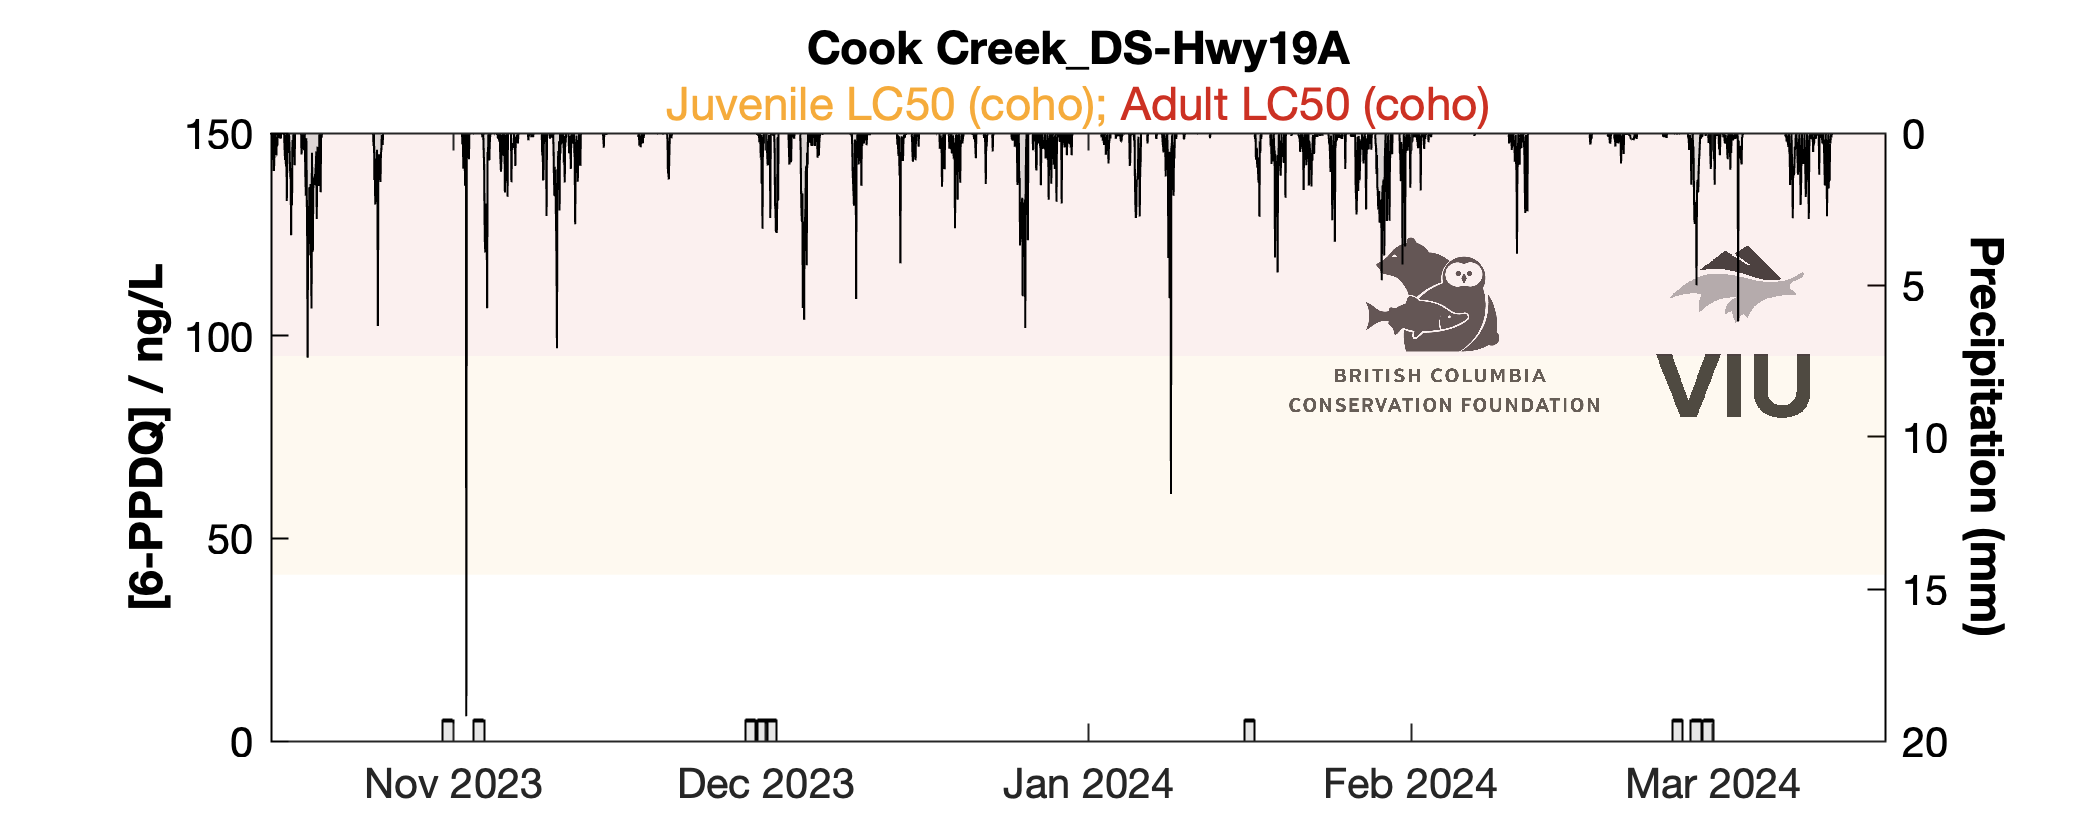 Cook Creek_DS-Hwy19A
Juvenile LC50 (coho); Adult LC50 (coho)
[6-PPDQ] / ng/L
150
100
50
0
Precipitation (mm)
0
5
10
15
20
BRITISH COLUMBIA
CONSERVATION FOUNDATION
VIU
Nov 2023
Dec 2023
Jan 2024
Feb 2024
Mar 2024